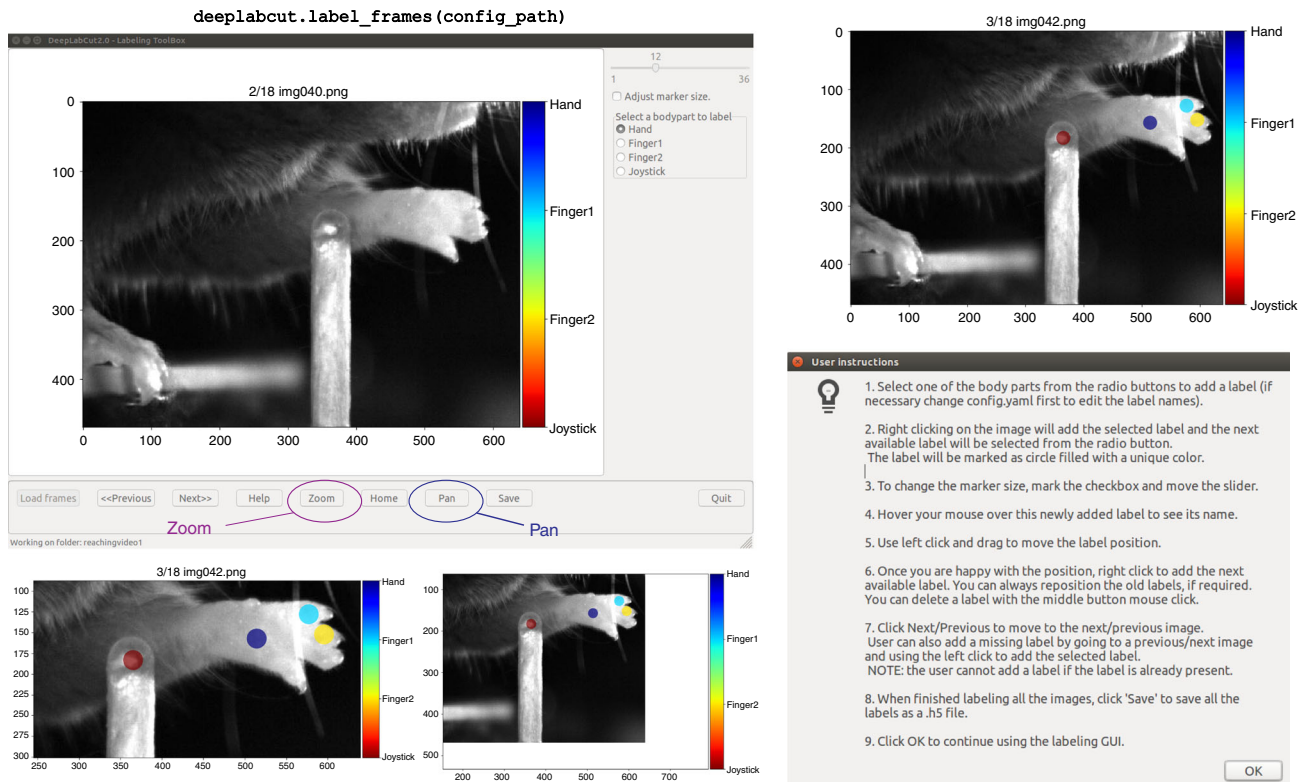 deeplabcut.label_frames(config_path)
DeepLabCut2.0 - Labeling ToolBox
2/18 img040.png
0
100
200
300
400
0 100 200 300 400 500 600
Hand
Finger1
Finger2
Joystick
12
1 36
Adjust marker size.
Select a bodypart to label
Hand
Finger1
Finger2
Joystick
Load frames <<Previous Next>> Help Zoom Home Pan Save Quit
Zoom Pan
Working on folder: reachingvideo1
3/18 img042.png
0
100
200
300
400
0 100 200 300 400 500 600
Hand
Finger1
Finger2
Joystick
3/18 img042.png
100
125
150
175
200
225
250
275
300
250 300 350 400 450 500 550 600
Hand
Finger1
Finger2
Joystick
100
200
300
400
500
200 300 400 500 600 700
Hand
Finger1
Finger2
Joystick
User instructions
1. Select one of the body parts from the radio buttons to add a label (if
necessary change config.yaml first to edit the label names).
2. Right clicking on the image will add the selected label and the next
available label will be selected from the radio button.
The label will be marked as circle filled with a unique color.
3. To change the marker size, mark the checkbox and move the slider.
4. Hover your mouse over this newly added label to see its name.
5. Use left click and drag to move the label position.
6. Once you are happy with the position, right click to add the next
available label. You can always reposition the old labels, if required.
You can delete a label with the middle button mouse click.
7. Click Next/Previous to move to the next/previous image.
User can also add a missing label by going to a previous/next image
and using the left click to add the selected label.
NOTE: the user cannot add a label if the label is already present.
8. When finished labeling all the images, click 'Save' to save all the
labels as a .h5 file.
9. Click OK to continue using the labeling GUI.
OK